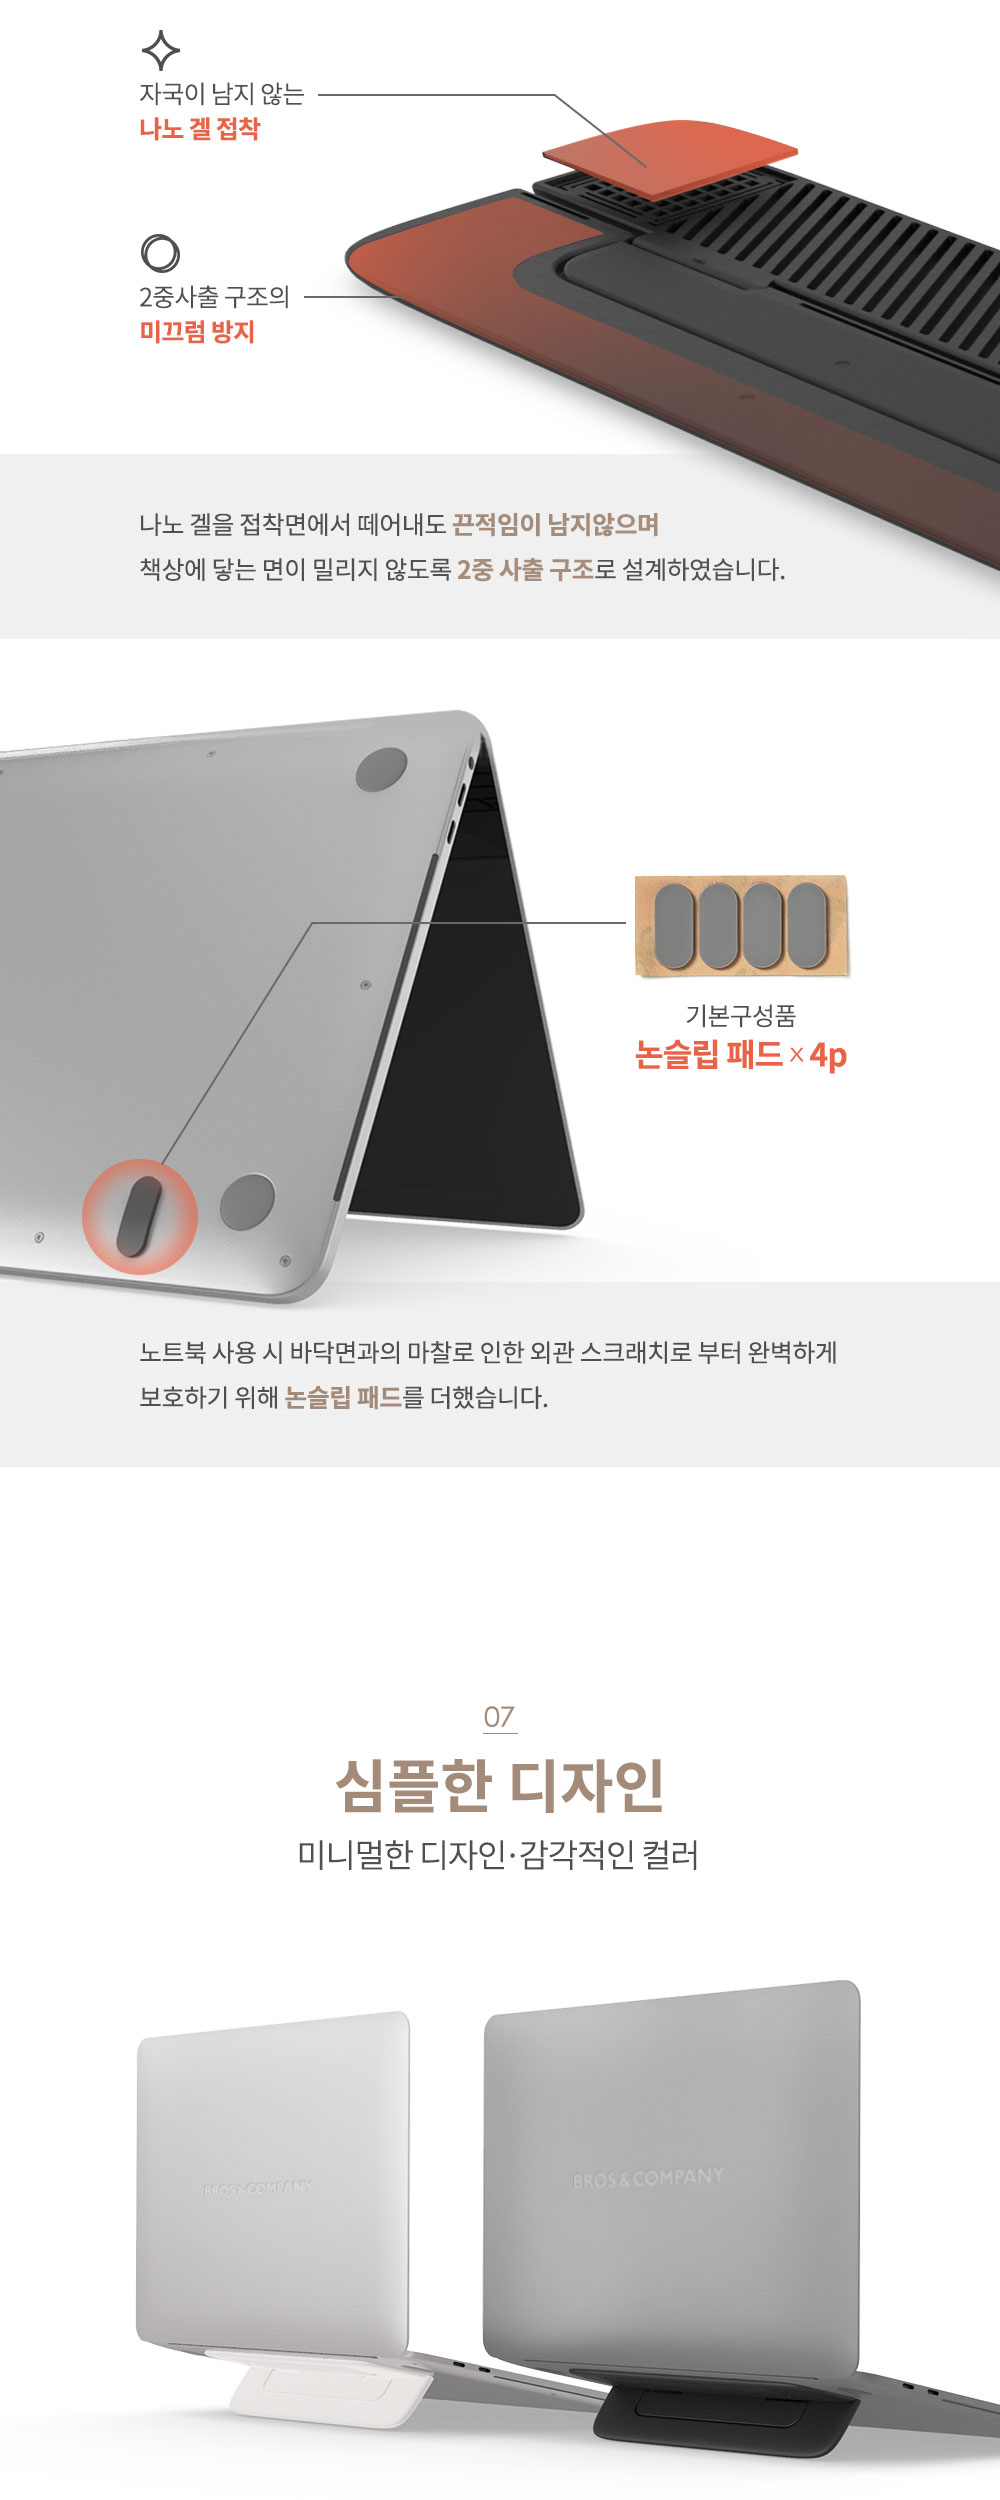 자국이 남지 않는
나노 겔 접착
2중사출 구조의
미끄럼 방지
나노 겔을 접착면에서 떼어내도 끈적임이 남지않으며
책상에 닿는 면이 밀리지 않도록 2중 사출 구조로 설계하였습니다.
기본구성품
논슬립 패드 × 4p
노트북 사용 시 바닥면과의 마찰로 인한 외관 스크래치로 부터 완벽하게
보호하기 위해 논슬립 패드를 더했습니다.
07
심플한 디자인
미니멀한 디자인·감각적인 컬러
BROS&COMPANY
BROS&COMPANY